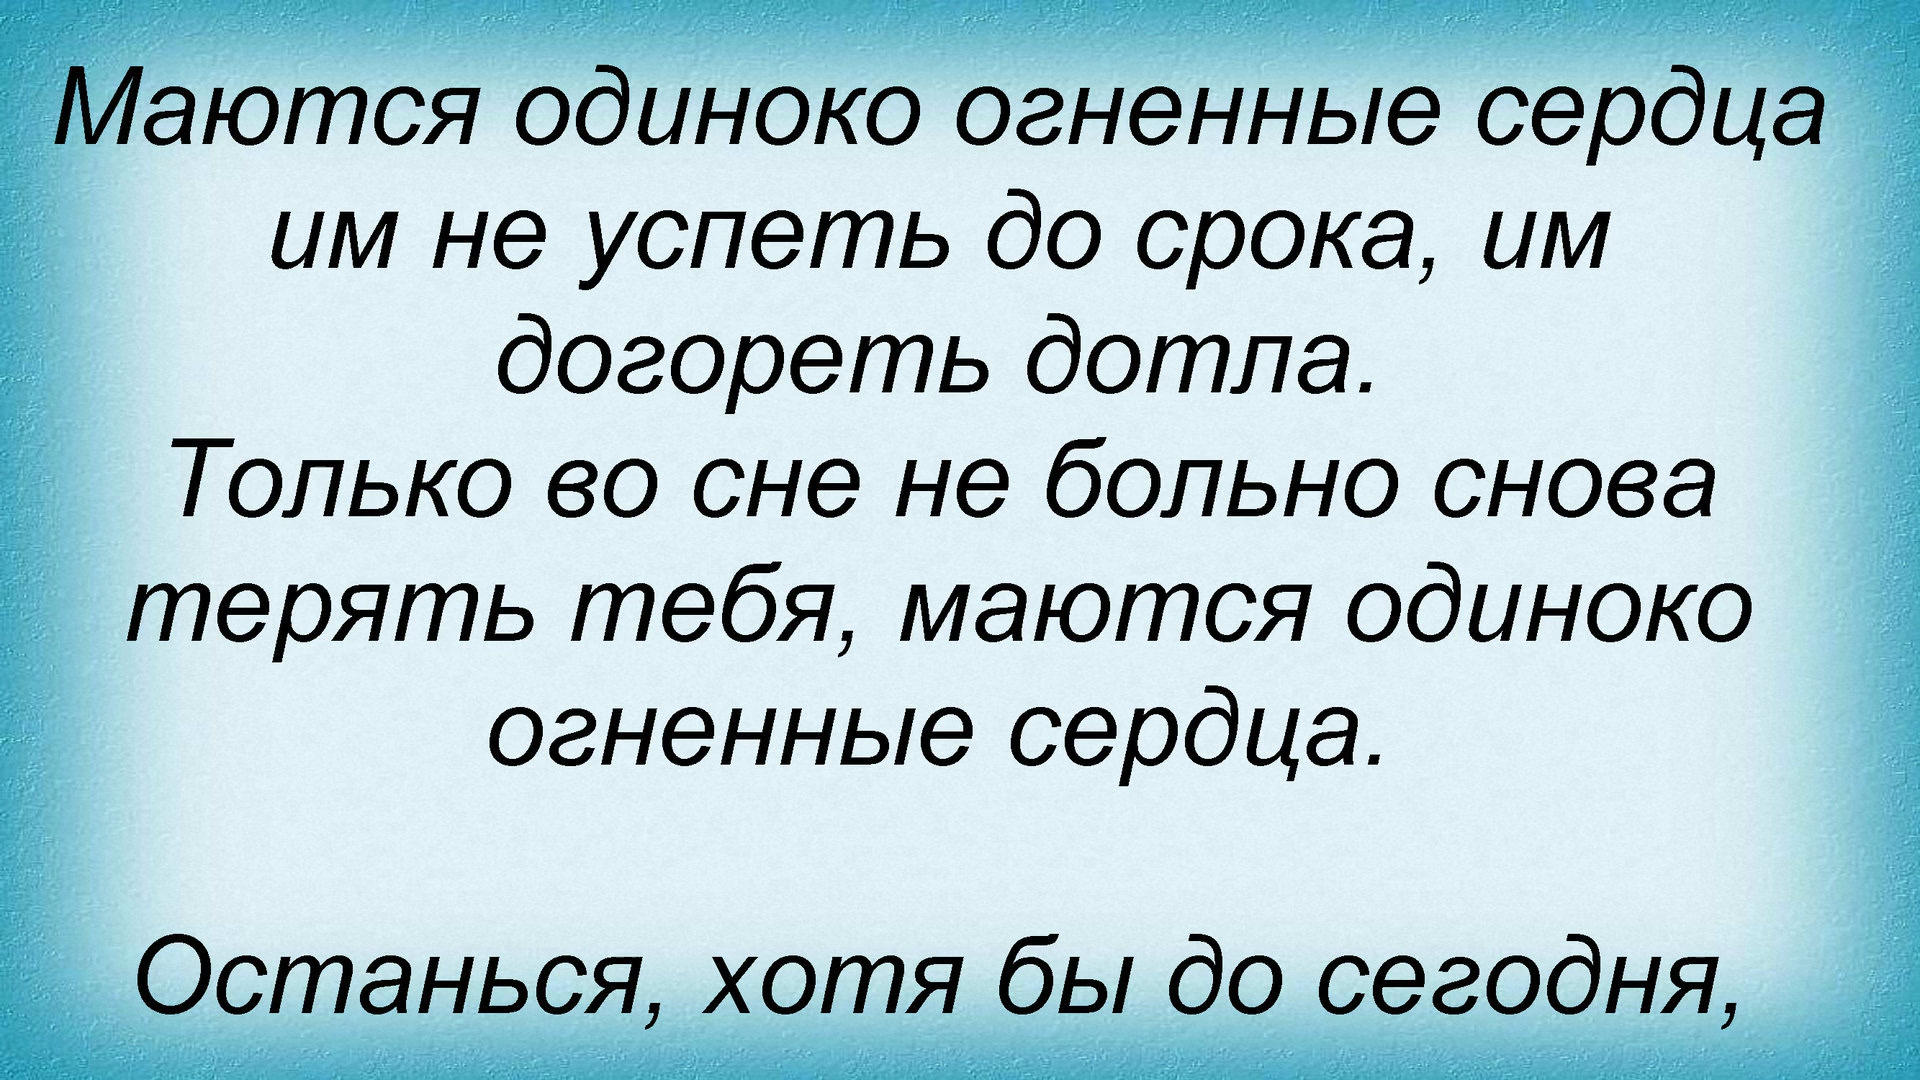 Маются одиноко огненные сердца
им не успеть до срока, им
догореть дотла.
Только во сне не больно снова
терять тебя, маются одиноко
огненные сердца.
Останься, хотя бы до сегодня,